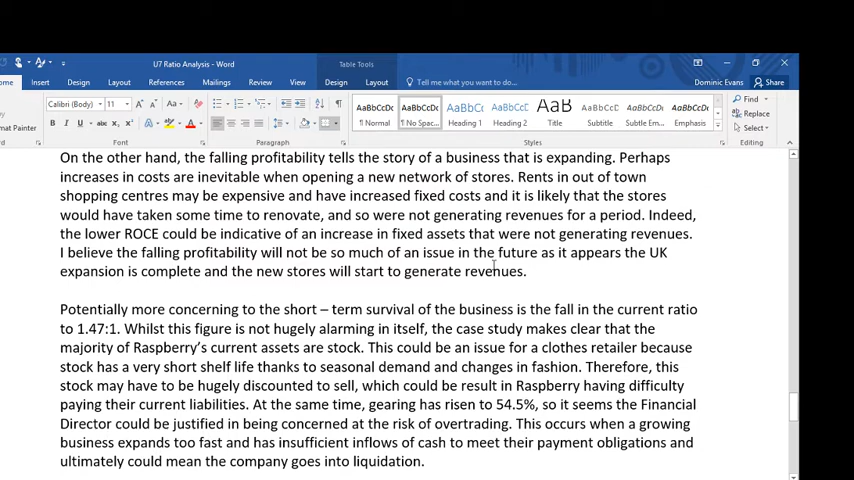 U7 Ratio Analysis - Word
Table Tools
ome Insert Design Layout References Mailings Review View Design Layout Tell me what you want to do... Dominic Evans Share
Calibri (Body) 11 Aa Find
AaBbCcDc AaBbCcDc AaBbCc AaBbCcC AaB AaBbCcD AaBbCcDc AaBbCcDc Replace
mat Painter B I U abc x₂ x² A ab A ¶ Normal ¶ No Spac... Heading 1 Heading 2 Title Subtitle Subtle Em... Emphasis Select
Font Paragraph Styles Editing
On the other hand, the falling profitability tells the story of a business that is expanding. Perhaps
increases in costs are inevitable when opening a new network of stores. Rents in out of town
shopping centres may be expensive and have increased fixed costs and it is likely that the stores
would have taken some time to renovate, and so were not generating revenues for a period. Indeed,
the lower ROCE could be indicative of an increase in fixed assets that were not generating revenues.
I believe the falling profitability will not be so much of an issue in the future as it appears the UK
expansion is complete and the new stores will start to generate revenues.
Potentially more concerning to the short – term survival of the business is the fall in the current ratio
to 1.47:1. Whilst this figure is not hugely alarming in itself, the case study makes clear that the
majority of Raspberry's current assets are stock. This could be an issue for a clothes retailer because
stock has a very short shelf life thanks to seasonal demand and changes in fashion. Therefore, this
stock may have to be hugely discounted to sell, which could be result in Raspberry having difficulty
paying their current liabilities. At the same time, gearing has risen to 54.5%, so it seems the Financial
Director could be justified in being concerned at the risk of overtrading. This occurs when a growing
business expands too fast and has insufficient inflows of cash to meet their payment obligations and
ultimately could mean the company goes into liquidation.